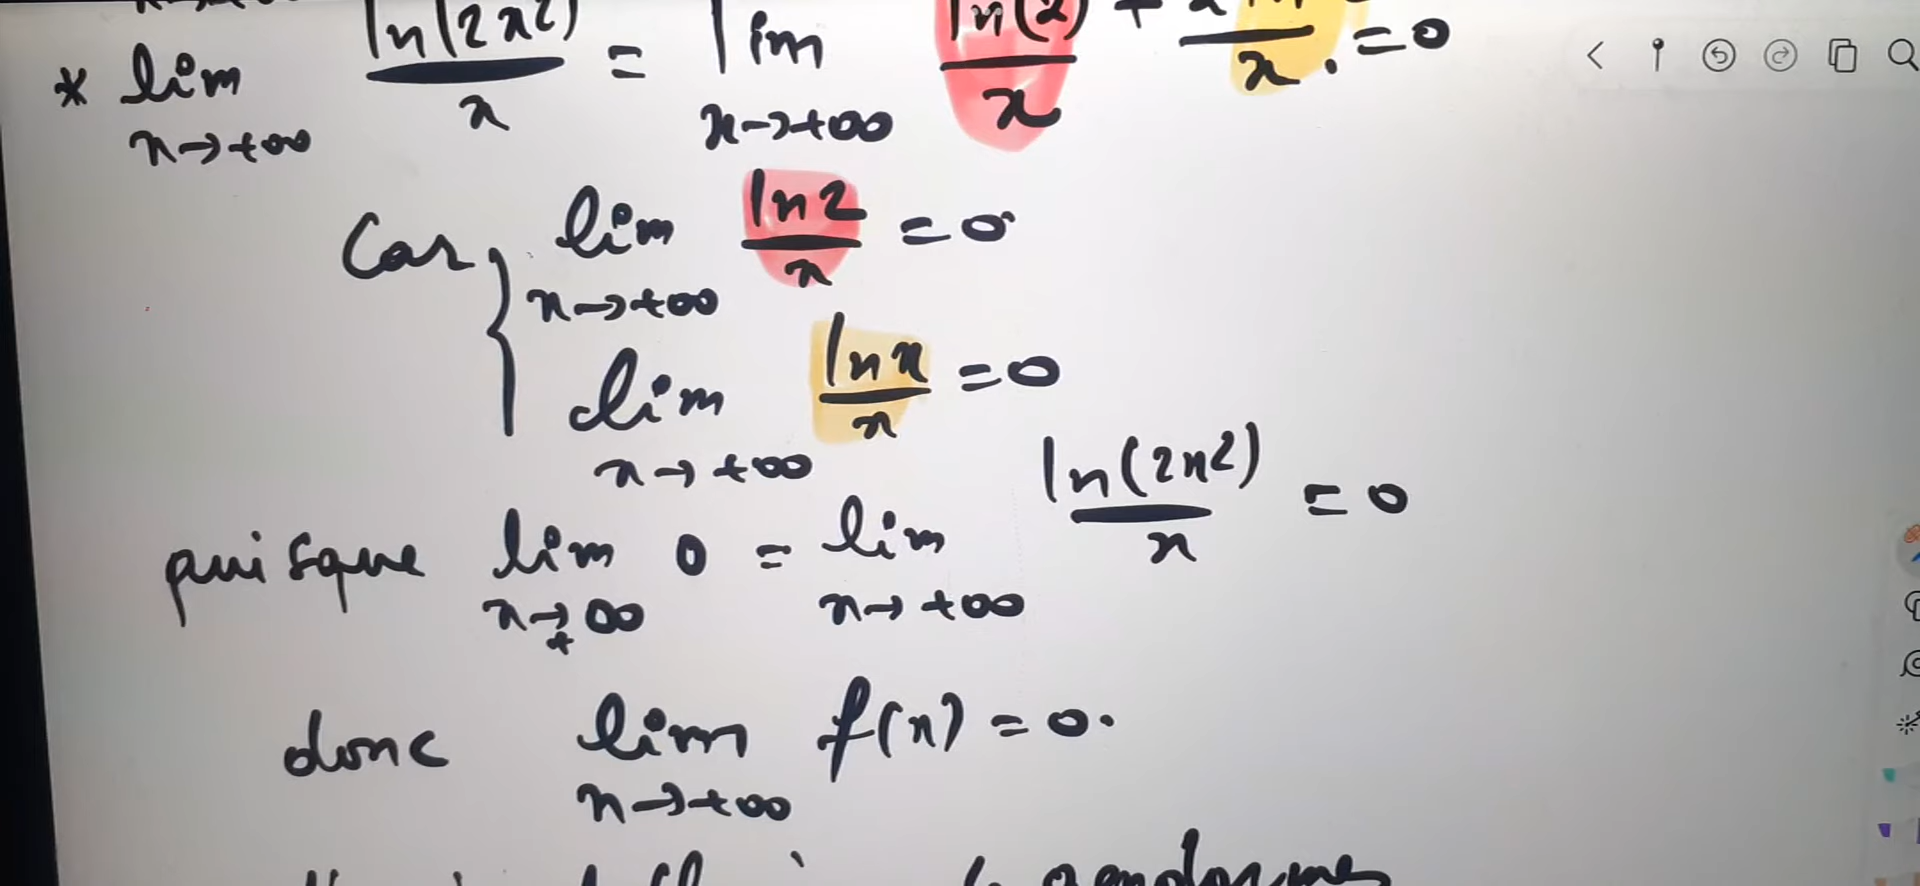 * lim x→+∞ ln(2x2)/x = lim x→+∞ ln(2)/x + /x . = 0
Car { lim x→+∞ ln2/x = 0
lim x→+∞ lnx/x = 0
puisque lim x→+∞ 0 = lim x→+∞ ln(2x2)/x = 0
donc lim x→+∞ f(x) = 0.